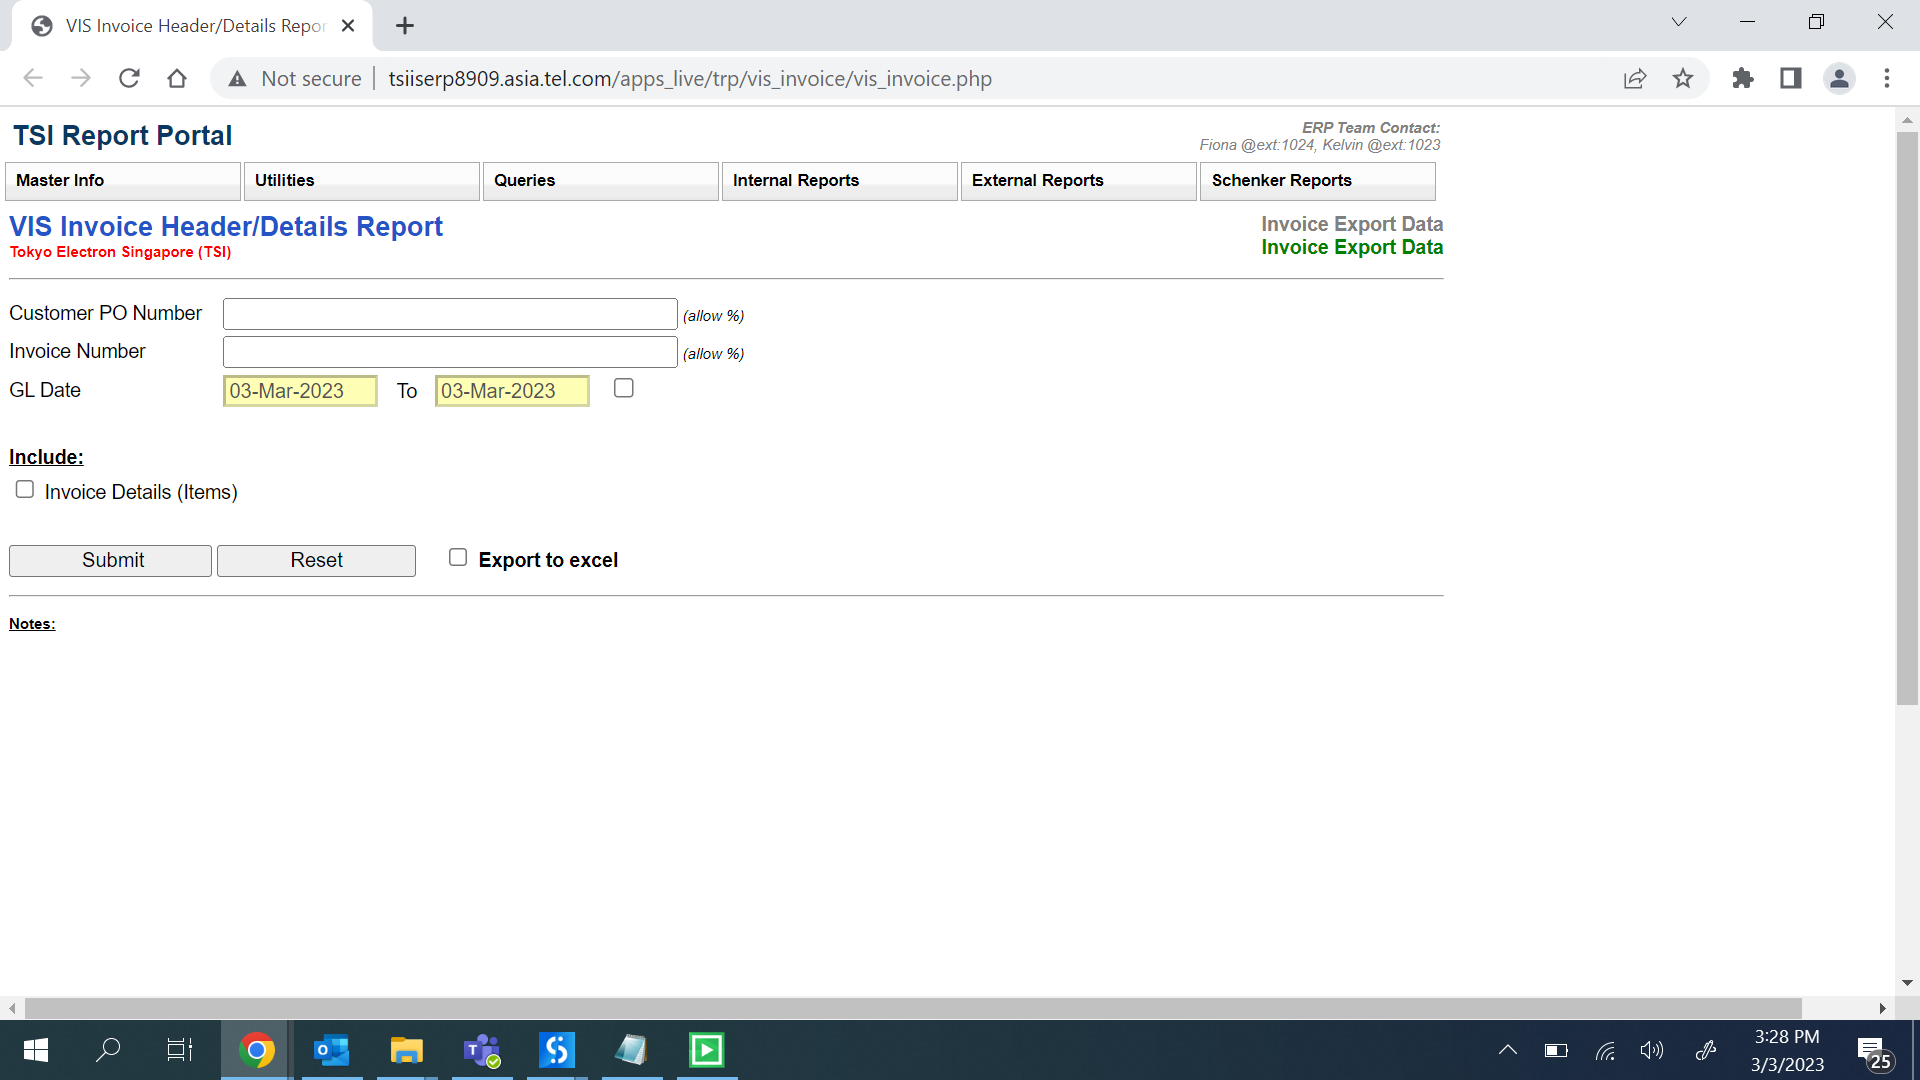 VIS Invoice Header/Details Repor
Not secure
tsiiserp8909.asia.tel.com/apps_live/trp/vis_invoice/vis_invoice.php
TSI Report Portal
ERP Team Contact:
Fiona @ext:1024, Kelvin @ext:1023
Master Info
Utilities
Queries
Internal Reports
External Reports
Schenker Reports
VIS Invoice Header/Details Report
Tokyo Electron Singapore (TSI)
Invoice Export Data
Invoice Export Data
Customer PO Number
(allow %)
Invoice Number
(allow %)
GL Date
03-Mar-2023
To
03-Mar-2023
Include:
Invoice Details (Items)
Submit
Reset
Export to excel
Notes:
3:28 PM
3/3/2023
25